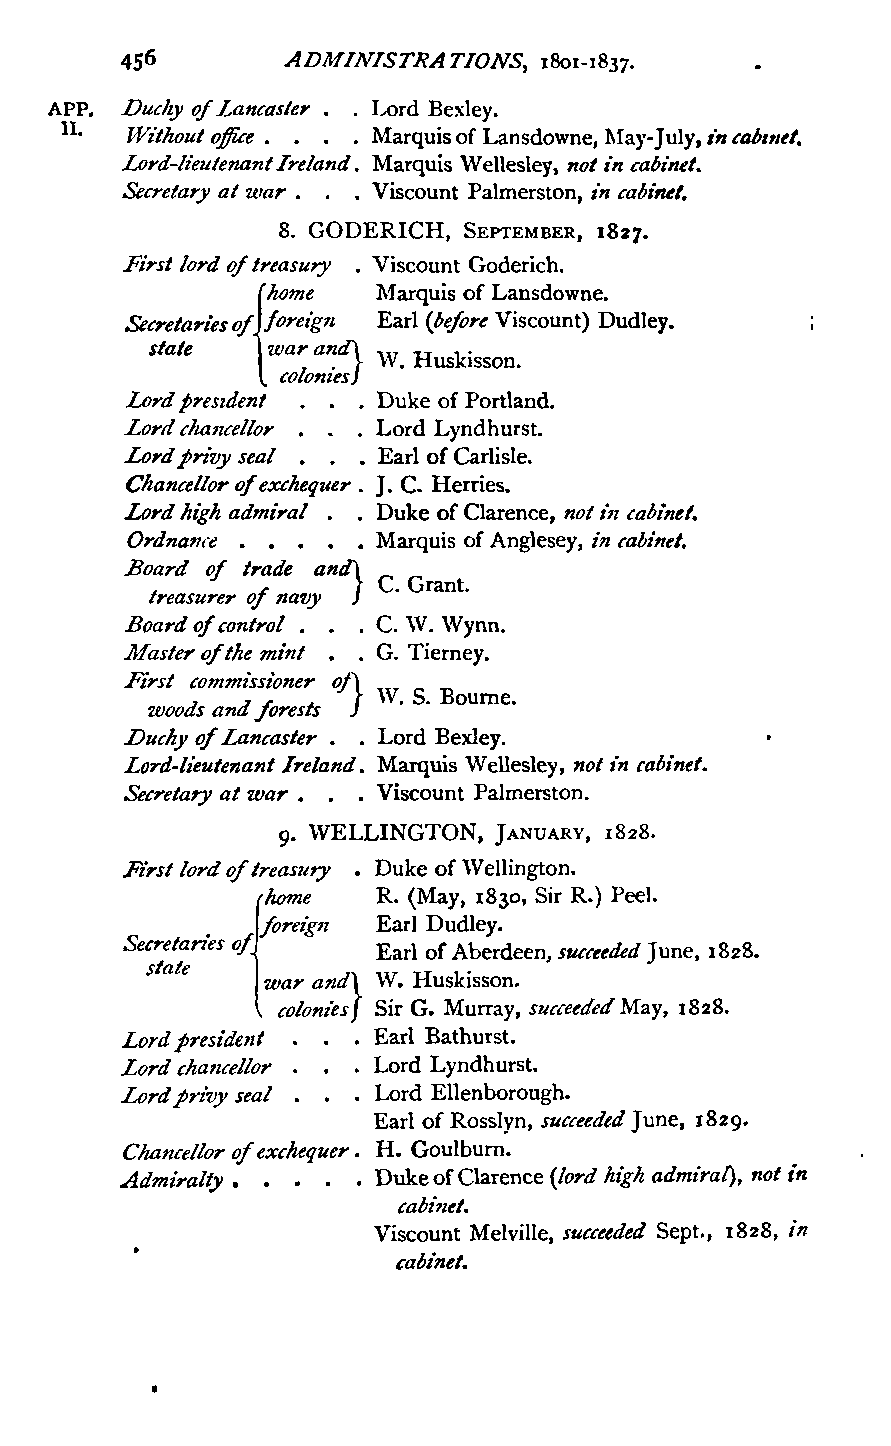 456 ADMINISTRATIONS, 1801-1837.
APP. II.
Duchy of Lancaster . . Lord Bexley.
Without office . . . . Marquis of Lansdowne, May-July, in cabinet.
Lord-lieutenant Ireland . Marquis Wellesley, not in cabinet.
Secretary at war . . . Viscount Palmerston, in cabinet.
8. GODERICH, SEPTEMBER, 1827.
First lord of treasury . Viscount Goderich.
home Marquis of Lansdowne.
Secretaries of foreign Earl (before Viscount) Dudley.
state war and
colonies W. Huskisson.
Lord president . . . Duke of Portland.
Lord chancellor . . . Lord Lyndhurst.
Lord privy seal . . . Earl of Carlisle.
Chancellor of exchequer . J. C. Herries.
Lord high admiral . . Duke of Clarence, not in cabinet.
Ordnance . . . . . Marquis of Anglesey, in cabinet.
Board of trade and
treasurer of navy C. Grant.
Board of control . . . C. W. Wynn.
Master of the mint . . G. Tierney.
First commissioner of
woods and forests W. S. Bourne.
Duchy of Lancaster . . Lord Bexley.
Lord-lieutenant Ireland . Marquis Wellesley, not in cabinet.
Secretary at war . . . Viscount Palmerston.
9. WELLINGTON, JANUARY, 1828.
First lord of treasury . Duke of Wellington.
home R. (May, 1830, Sir R.) Peel.
foreign Earl Dudley.
Secretaries of Earl of Aberdeen, succeeded June, 1828.
state
war and W. Huskisson.
colonies Sir G. Murray, succeeded May, 1828.
Lord president . . . Earl Bathurst.
Lord chancellor . . . Lord Lyndhurst.
Lord privy seal . . . Lord Ellenborough.
Earl of Rosslyn, succeeded June, 1829.
Chancellor of exchequer . H. Goulburn.
Admiralty . . . . . Duke of Clarence (lord high admiral), not in
cabinet.
Viscount Melville, succeeded Sept., 1828, in
cabinet.